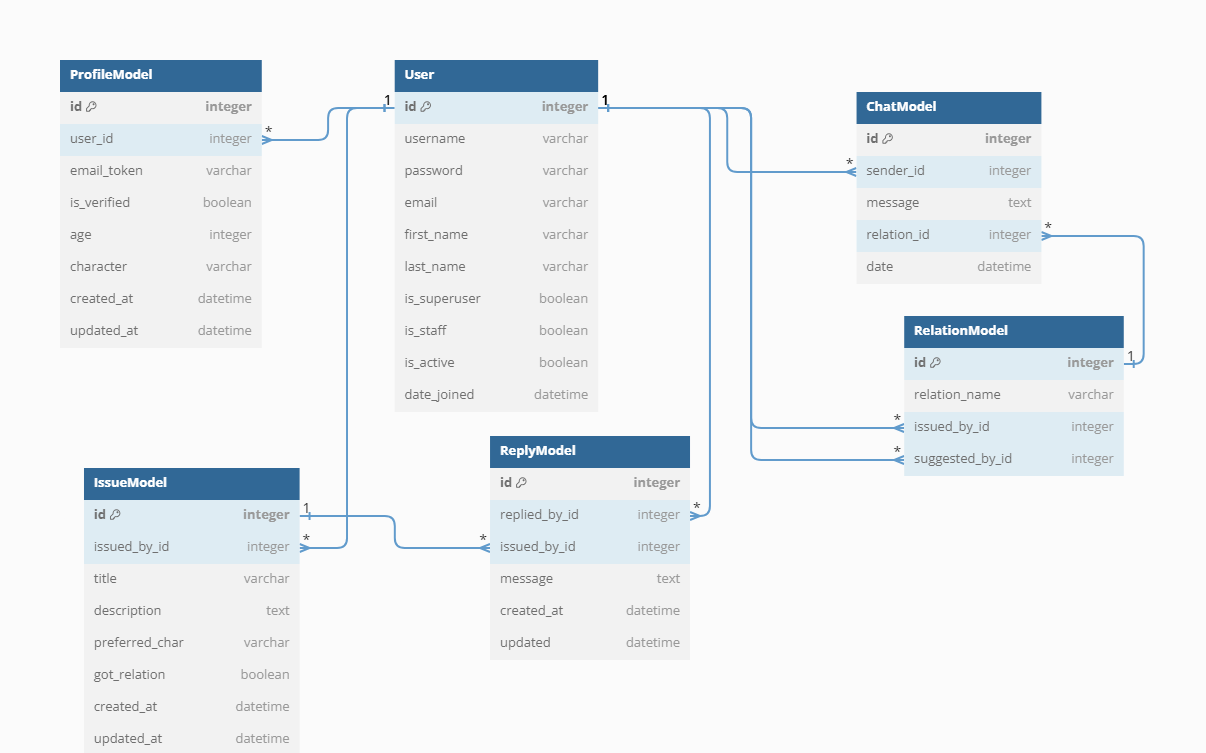 ProfileModel
id integer
user_id integer
email_token varchar
is_verified boolean
age integer
character varchar
created_at datetime
updated_at datetime
1
*
User
id integer
username varchar
password varchar
email varchar
first_name varchar
last_name varchar
is_superuser boolean
is_staff boolean
is_active boolean
date_joined datetime
1
*
ChatModel
id integer
sender_id integer
message text
relation_id integer
date datetime
*
1
RelationModel
id integer
relation_name varchar
issued_by_id integer
suggested_by_id integer
*
*
IssueModel
id integer
issued_by_id integer
title varchar
description text
preferred_char varchar
got_relation boolean
created_at datetime
updated_at datetime
1
*
*
ReplyModel
id integer
replied_by_id integer
issued_by_id integer
message text
created_at datetime
updated datetime
*